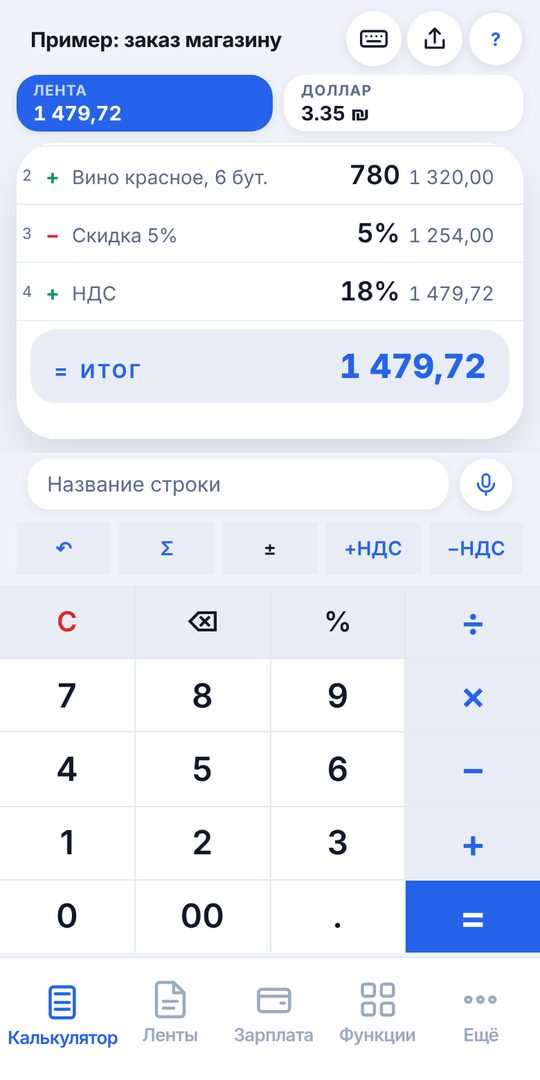 Пример: заказ магазину
?
ЛЕНТА
1 479,72
ДОЛЛАР
3.35 ₪
2 + Вино красное, 6 бут. 780 1 320,00
3 − Скидка 5% 5% 1 254,00
4 + НДС 18% 1 479,72
= ИТОГ 1 479,72
Название строки
↶ Σ ± +НДС −НДС
C % ÷
7 8 9 ×
4 5 6 −
1 2 3 +
0 00 . =
Калькулятор Ленты Зарплата Функции Ещё